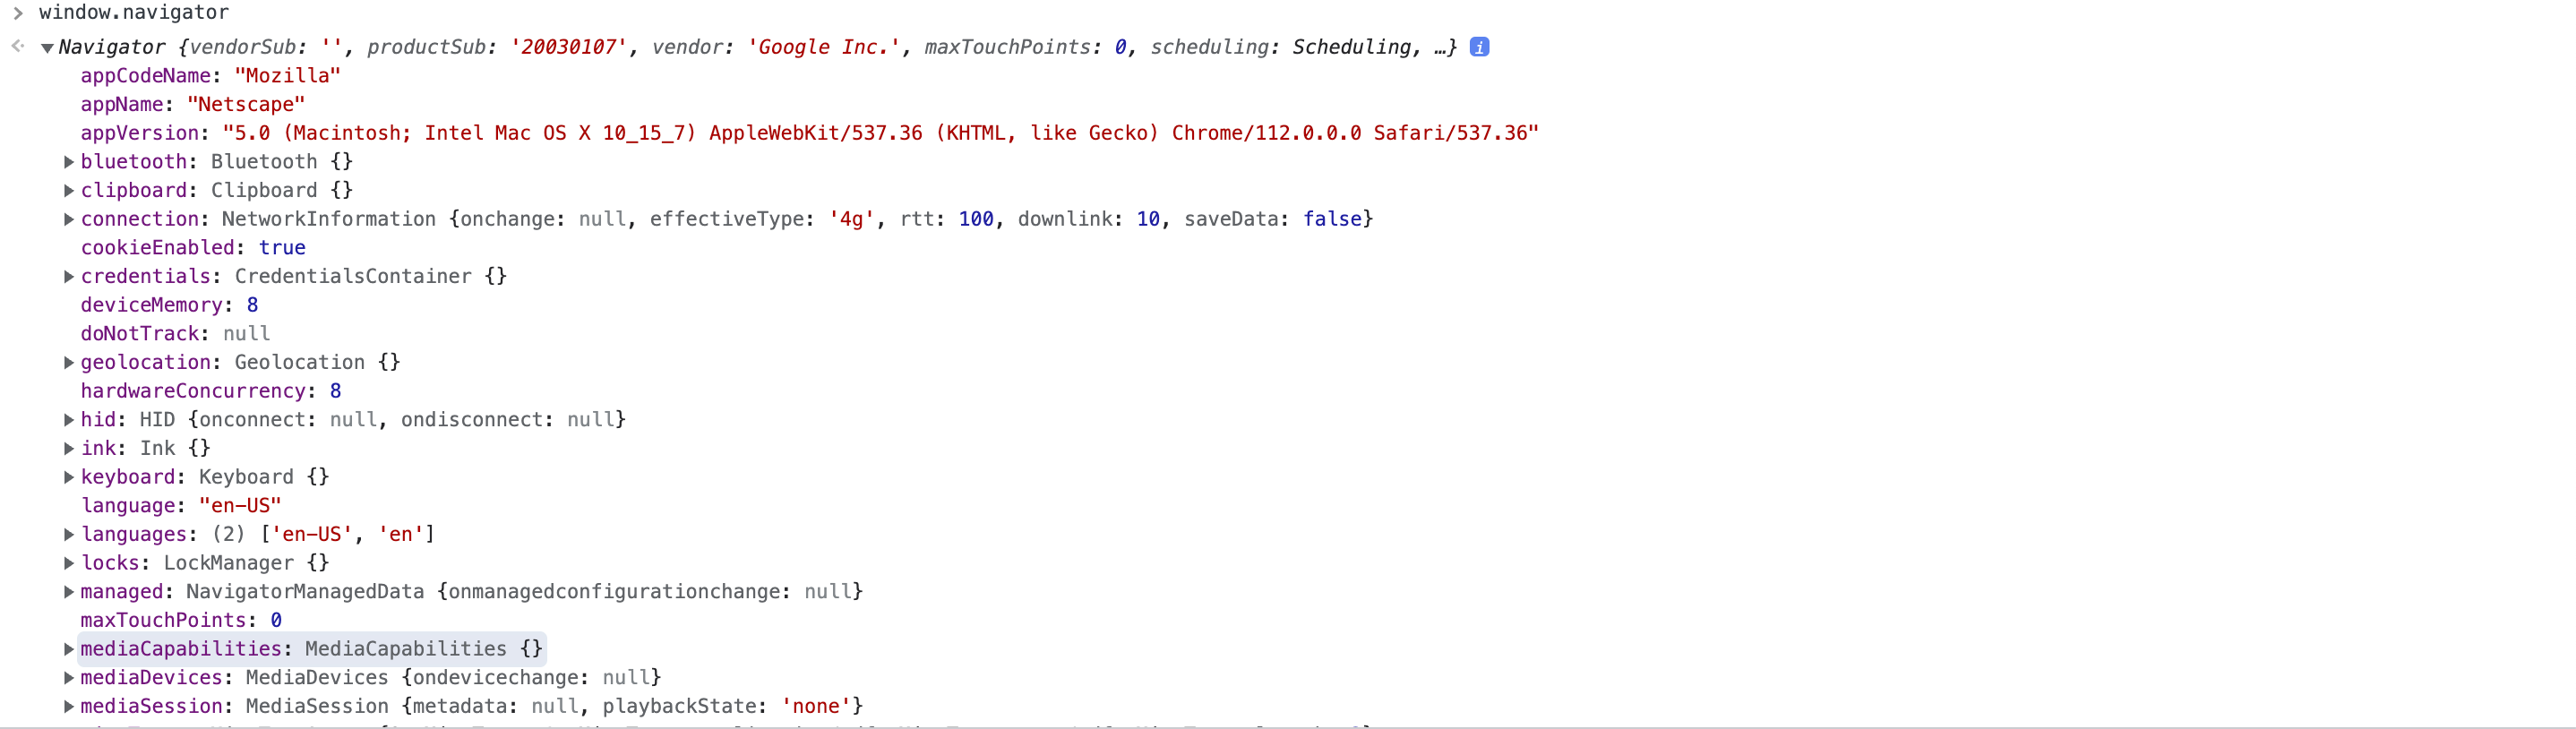 > window.navigator
Navigator {vendorSub: '', productSub: '20030107', vendor: 'Google Inc.', maxTouchPoints: 0, scheduling: Scheduling, …} i
appCodeName: "Mozilla"
appName: "Netscape"
appVersion: "5.0 (Macintosh; Intel Mac OS X 10_15_7) AppleWebKit/537.36 (KHTML, like Gecko) Chrome/112.0.0.0 Safari/537.36"
bluetooth: Bluetooth {}
clipboard: Clipboard {}
connection: NetworkInformation {onchange: null, effectiveType: '4g', rtt: 100, downlink: 10, saveData: false}
cookieEnabled: true
credentials: CredentialsContainer {}
deviceMemory: 8
doNotTrack: null
geolocation: Geolocation {}
hardwareConcurrency: 8
hid: HID {onconnect: null, ondisconnect: null}
ink: Ink {}
keyboard: Keyboard {}
language: "en-US"
languages: (2) ['en-US', 'en']
locks: LockManager {}
managed: NavigatorManagedData {onmanagedconfigurationchange: null}
maxTouchPoints: 0
mediaCapabilities: MediaCapabilities {}
mediaDevices: MediaDevices {ondevicechange: null}
mediaSession: MediaSession {metadata: null, playbackState: 'none'}